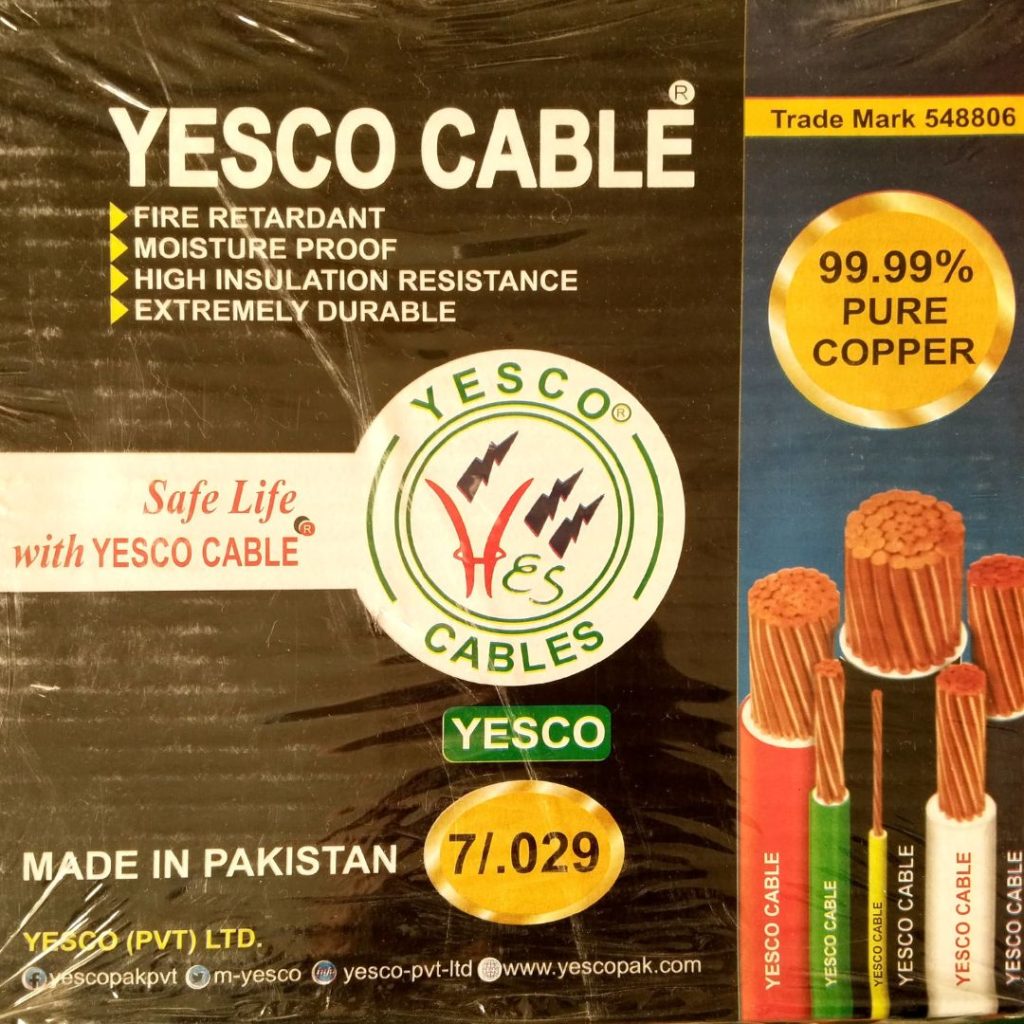 YESCO CABLE®
FIRE RETARDANT
MOISTURE PROOF
HIGH INSULATION RESISTANCE
EXTREMELY DURABLE
Trade Mark 548806
99.99%
PURE
COPPER
Safe Life
with YESCO CABLE®
YESCO®
HES
CABLES
YESCO
MADE IN PAKISTAN
7/.029
YESCO (PVT) LTD.
yescopakpvt m-yesco yesco-pvt-ltd www.yescopak.com
YESCO CABLE
YESCO CABLE
YESCO CABLE
YESCO CABLE
YESCO CABLE
YESCO CABLE